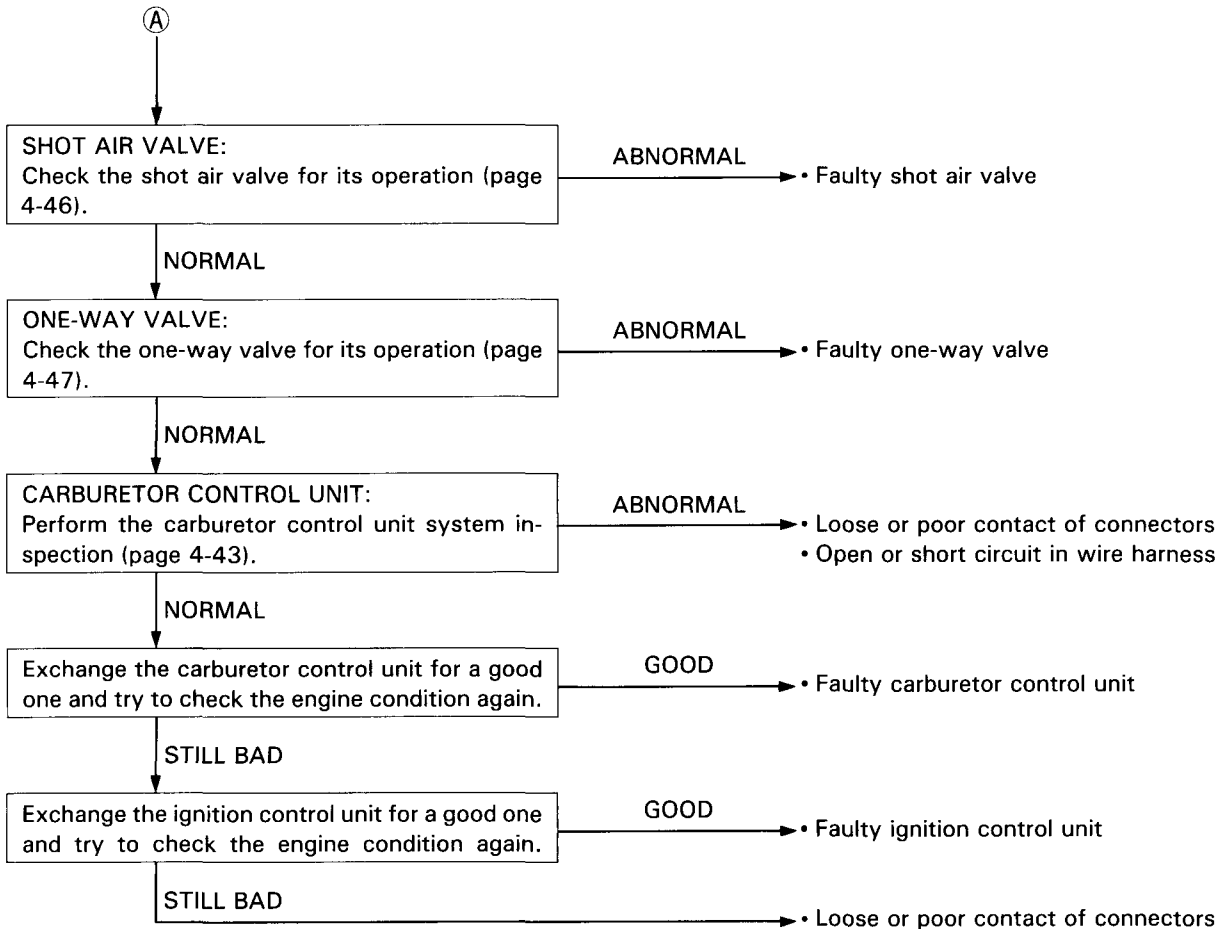 Ⓐ
SHOT AIR VALVE:
Check the shot air valve for its operation (page
4-46).
ABNORMAL
• Faulty shot air valve
NORMAL
ONE-WAY VALVE:
Check the one-way valve for its operation (page
4-47).
ABNORMAL
• Faulty one-way valve
NORMAL
CARBURETOR CONTROL UNIT:
Perform the carburetor control unit system in-
spection (page 4-43).
ABNORMAL
• Loose or poor contact of connectors
• Open or short circuit in wire harness
NORMAL
Exchange the carburetor control unit for a good
one and try to check the engine condition again.
GOOD
• Faulty carburetor control unit
STILL BAD
Exchange the ignition control unit for a good one
and try to check the engine condition again.
GOOD
• Faulty ignition control unit
STILL BAD
• Loose or poor contact of connectors